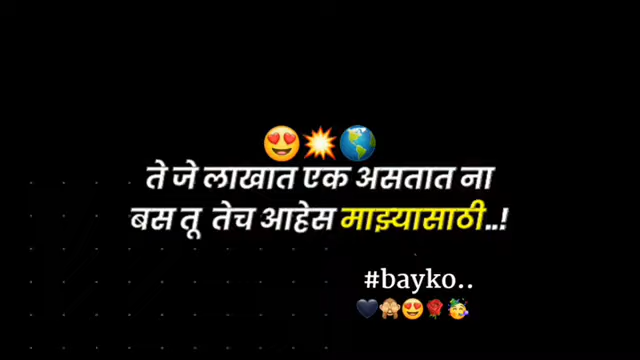 😍💥🌎
ते जे लाखात एक असतात ना
बस तू तेच आहेस माझ्यासाठी..!
#bayko..
🖤🙈😍🌹🥳